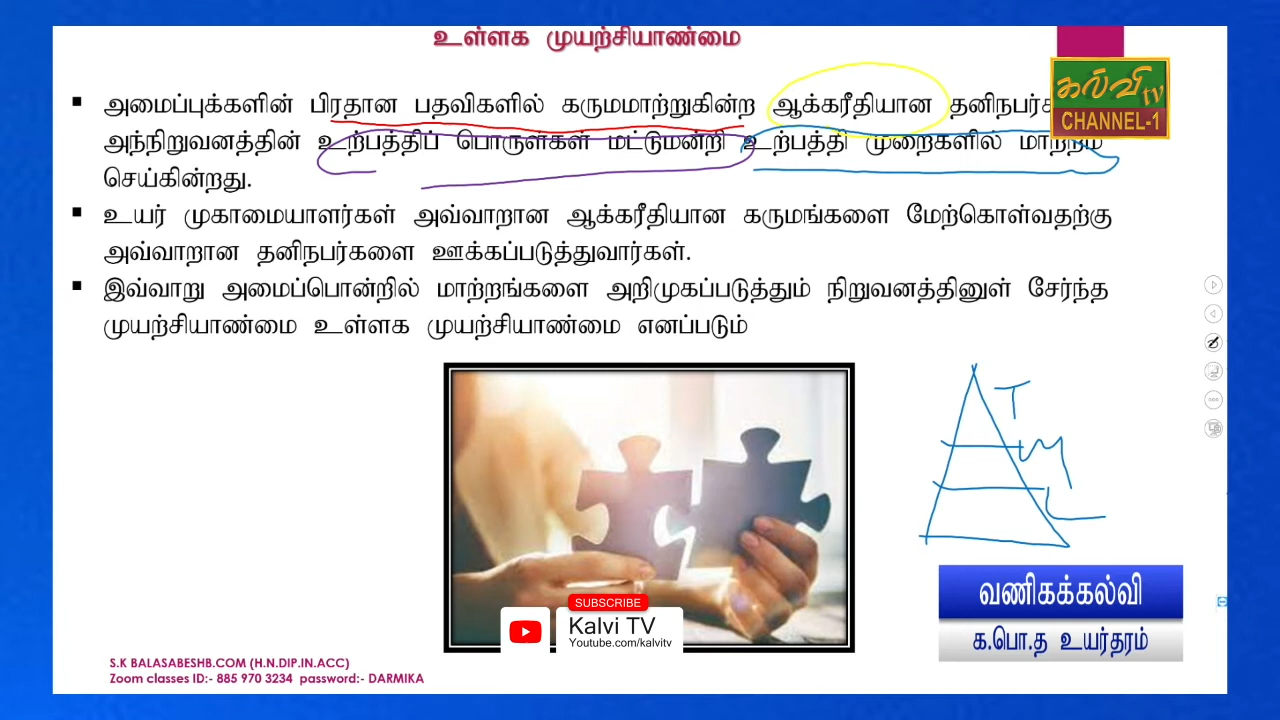 உள்ளக முயற்சியாண்மை
கல்வி tv
CHANNEL-1
▪ அமைப்புக்களின் பிரதான பதவிகளில் கருமமாற்றுகின்ற ஆக்கரீதியான தனிநபர்க
அந்நிறுவனத்தின் உற்பத்திப் பொருள்கள் மட்டுமன்றி உற்பத்தி முறைகளில் மாற்றம்
செய்கின்றது.
▪ உயர் முகாமையாளர்கள் அவ்வாறான ஆக்கரீதியான கருமங்களை மேற்கொள்வதற்கு
அவ்வாறான தனிநபர்களை ஊக்கப்படுத்துவார்கள்.
▪ இவ்வாறு அமைப்பொன்றில் மாற்றங்களை அறிமுகப்படுத்தும் நிறுவனத்தினுள் சேர்ந்த
முயற்சியாண்மை உள்ளக முயற்சியாண்மை எனப்படும்
T
M
L
SUBSCRIBE
Kalvi TV
Youtube.com/kalvitv
வணிகக்கல்வி
க.பொ.த உயர்தரம்
S.K BALASABESHB.COM (H.N.DIP.IN.ACC)
Zoom classes ID:- 885 970 3234 password:- DARMIKA